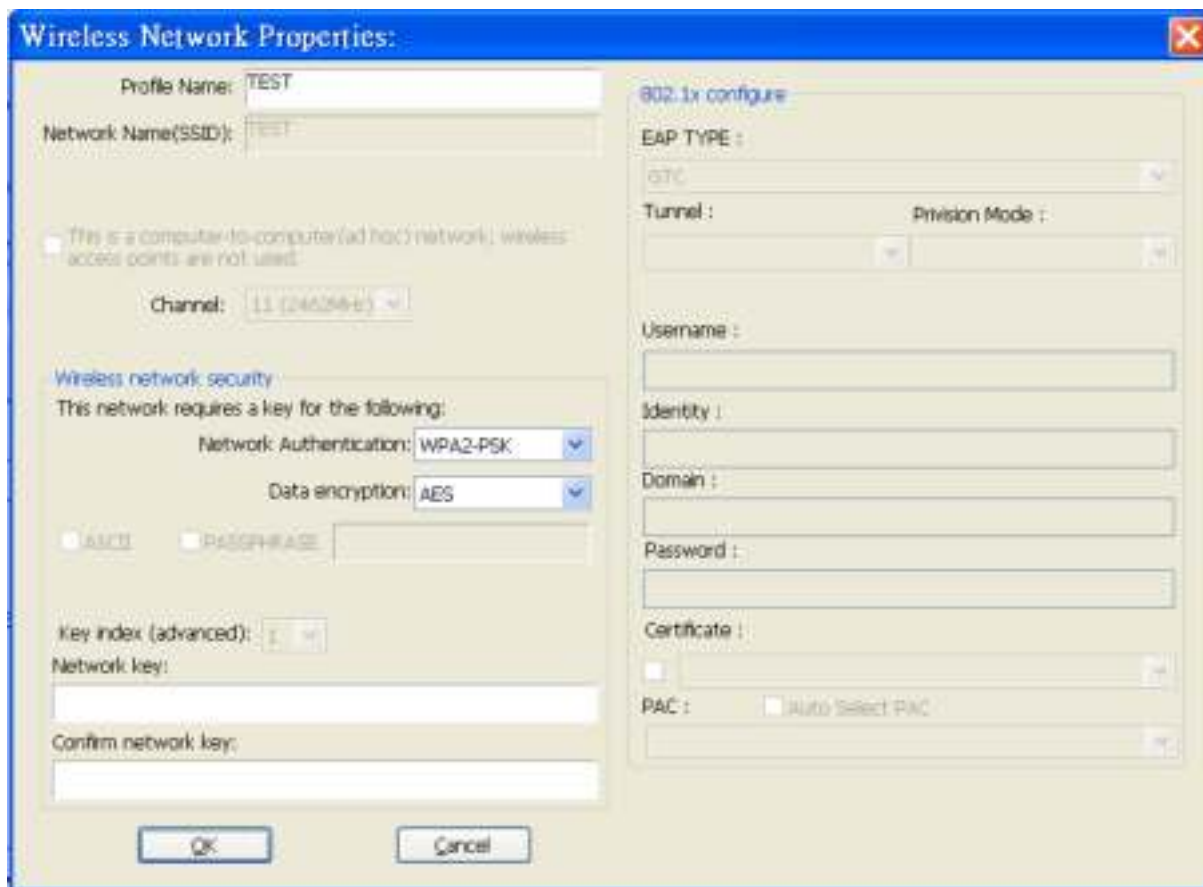 Wireless Network Properties:
Profile Name: TEST
Network Name(SSID): TEST
This is a computer-to-computer(ad hoc) network; wireless
access points are not used.
Channel: 11 (2462MHz)
Wireless network security
This network requires a key for the following:
Network Authentication: WPA2-PSK
Data encryption: AES
ASCII PASSPHRASE
Key index (advanced): 1
Network key:
Confirm network key:
OK Cancel
802.1x configure
EAP TYPE :
GTC
Tunnel : Privision Mode :
Username :
Identity :
Domain :
Password :
Certificate :
PAC : Auto Select PAC